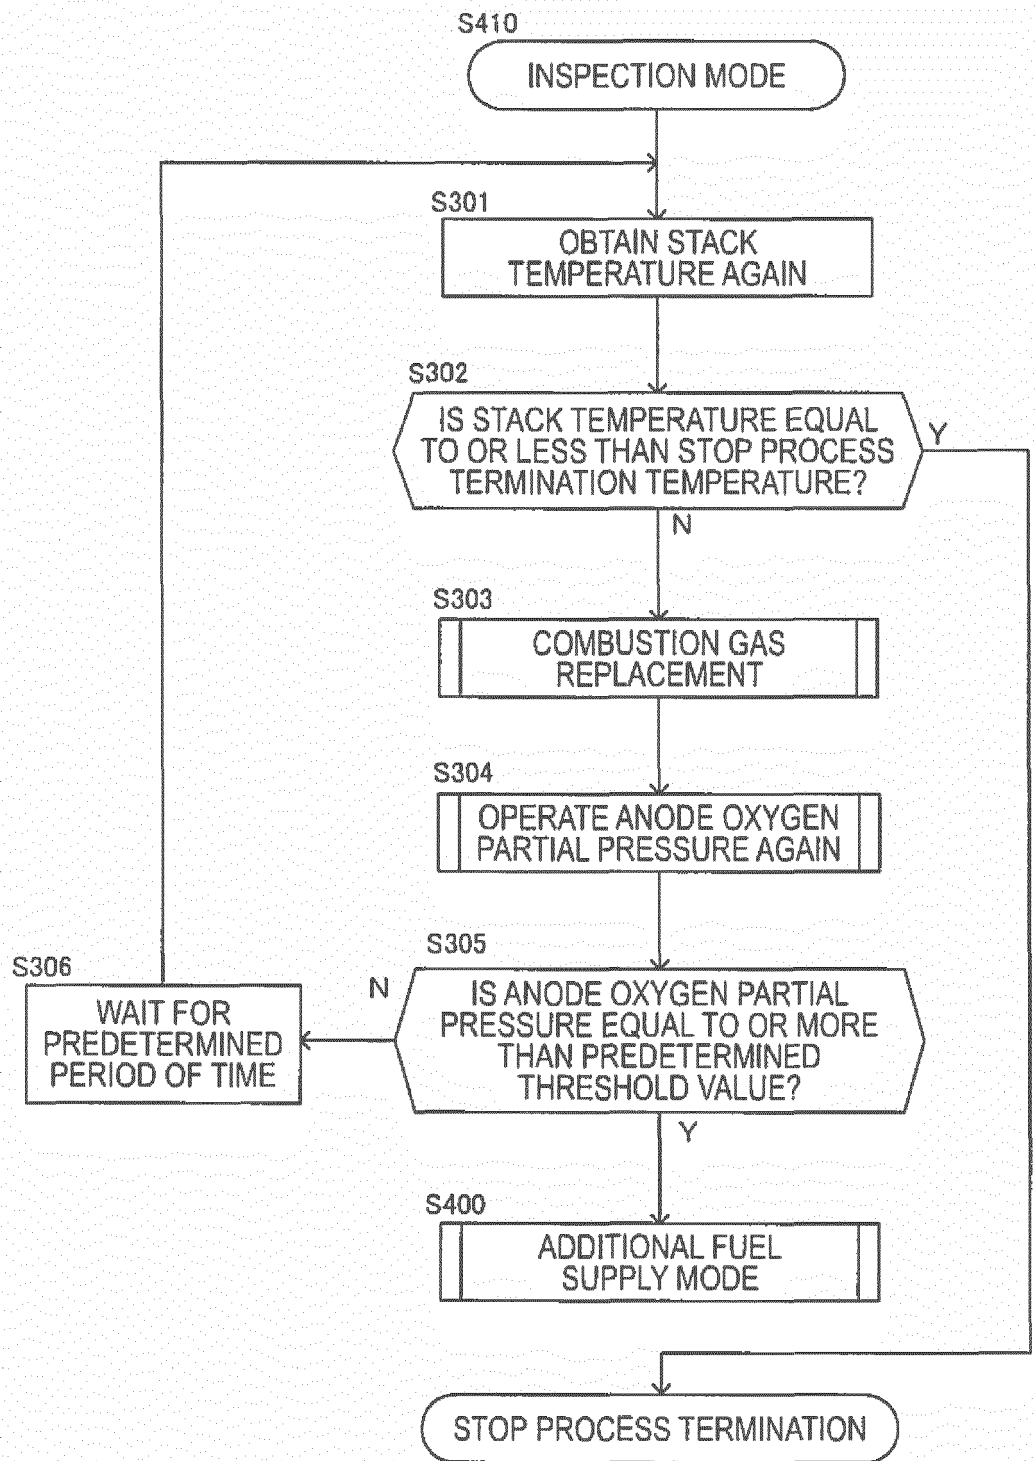 S410
INSPECTION MODE
S301
OBTAIN STACK
TEMPERATURE AGAIN
S302
IS STACK TEMPERATURE EQUAL
TO OR LESS THAN STOP PROCESS
TERMINATION TEMPERATURE?
Y
N
S303
COMBUSTION GAS
REPLACEMENT
S304
OPERATE ANODE OXYGEN
PARTIAL PRESSURE AGAIN
S305
IS ANODE OXYGEN PARTIAL
PRESSURE EQUAL TO OR MORE
THAN PREDETERMINED
THRESHOLD VALUE?
N
S306
WAIT FOR
PREDETERMINED
PERIOD OF TIME
Y
S400
ADDITIONAL FUEL
SUPPLY MODE
STOP PROCESS TERMINATION